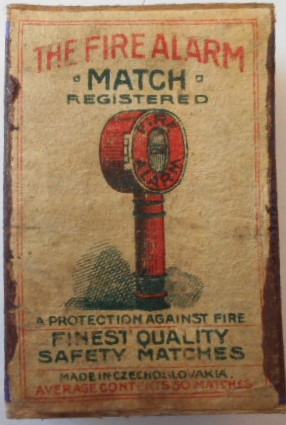 THE FIRE ALARM
MATCH
REGISTERED
FIRE
ALARM
A PROTECTION AGAINST FIRE
FINEST QUALITY
SAFETY MATCHES
MADE IN CZECHOSLOVAKIA.
AVERAGE CONTENTS 50 MATCHES